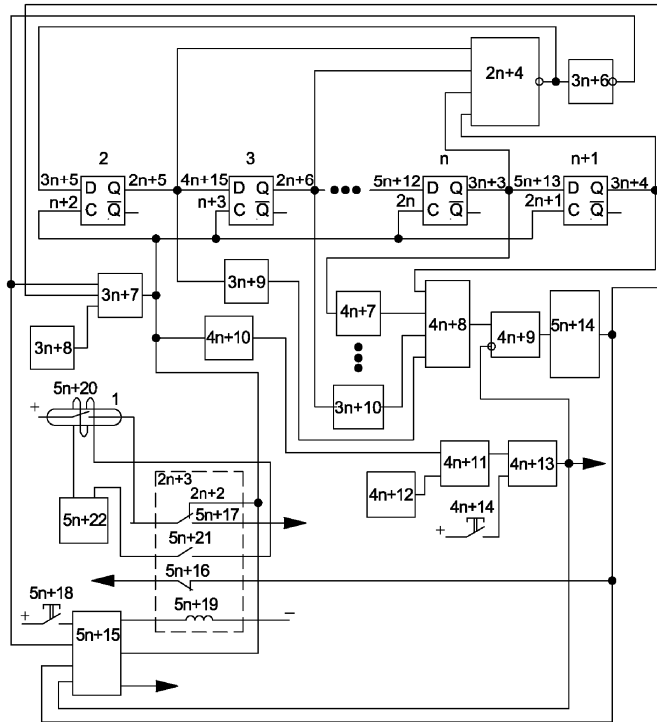 2n+4
3n+6
2
3
n
n+1
3n+5
D Q
2n+5
4n+15
D Q
2n+6
5n+12
D Q
3n+3
5n+13
D Q
3n+4
n+2
C Q
n+3
C Q
2n
C Q
2n+1
C Q
3n+7
3n+9
3n+8
4n+10
4n+7
4n+8
4n+9
5n+14
3n+10
5n+20
1
+
2n+3
2n+2
4n+11
4n+13
4n+12
4n+14
+
5n+22
5n+17
5n+21
5n+16
5n+18
+
5n+19
–
5n+15